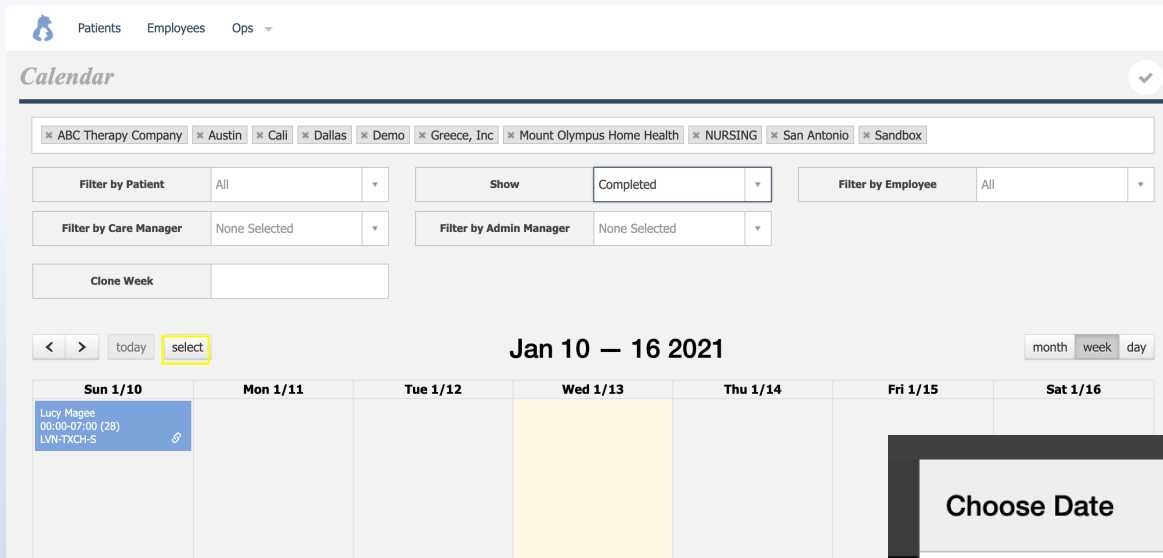 Patients Employees Ops
Calendar
× ABC Therapy Company × Austin × Cali × Dallas × Demo × Greece, Inc × Mount Olympus Home Health × NURSING × San Antonio × Sandbox
Filter by Patient All Show Completed Filter by Employee All
Filter by Care Manager None Selected Filter by Admin Manager None Selected
Clone Week
< > today select Jan 10 — 16 2021 month week day
Sun 1/10 Mon 1/11 Tue 1/12 Wed 1/13 Thu 1/14 Fri 1/15 Sat 1/16
Lucy Magee
00:00-07:00 (28)
LVN-TXCH-S
Choose Date